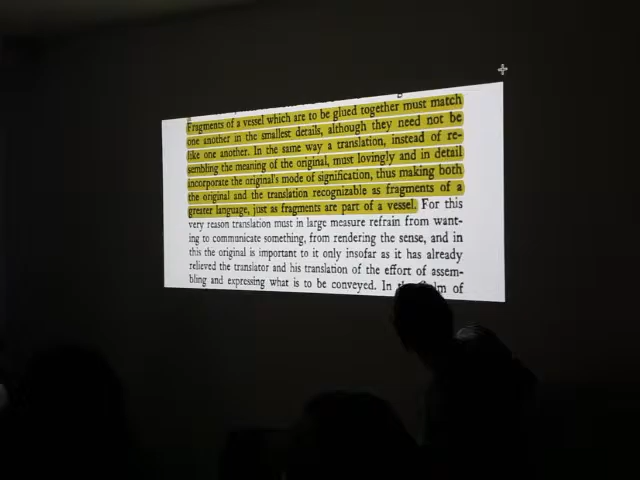 Fragments of a vessel which are to be glued together must match
one another in the smallest details, although they need not be
like one another. In the same way a translation, instead of re-
sembling the meaning of the original, must lovingly and in detail
incorporate the original's mode of signification, thus making both
the original and the translation recognizable as fragments of a
greater language, just as fragments are part of a vessel. For this
very reason translation must in large measure refrain from want-
ing to communicate something, from rendering the sense, and in
this the original is important to it only insofar as it has already
relieved the translator and his translation of the effort of assem-
bling and expressing what is to be conveyed. In of